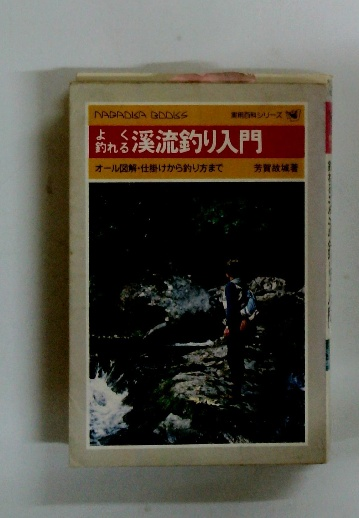 NAGAOKA BOOKS 実用百科シリーズ
よく釣れる 溪流釣り入門
オール図解・仕掛けから釣り方まで 芳賀故城著